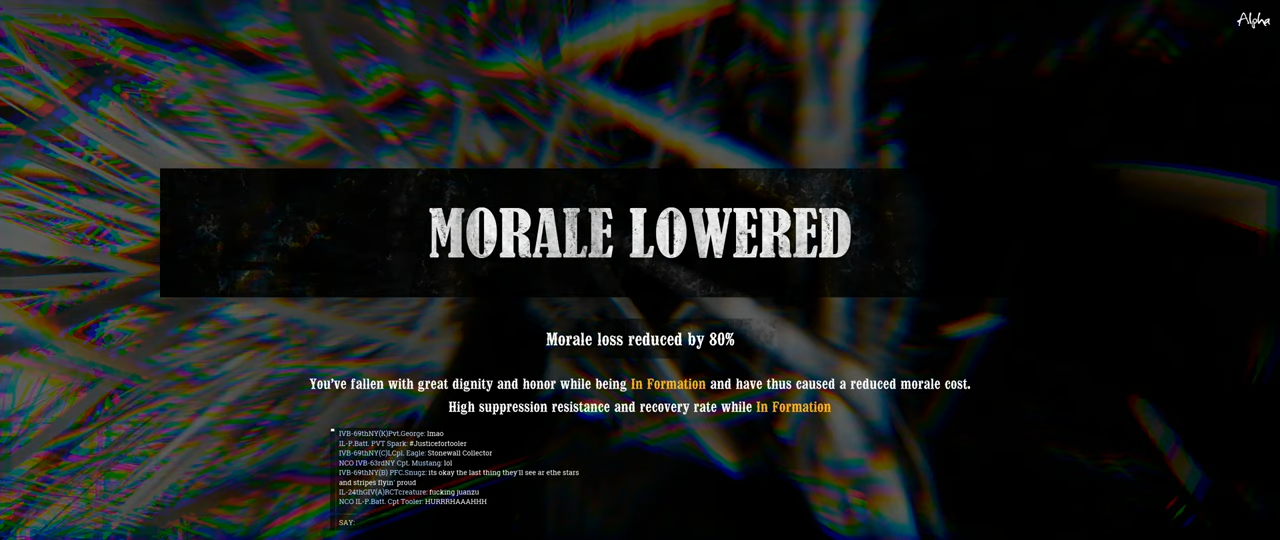 Alpha
MORALE LOWERED
Morale loss reduced by 80%
You've fallen with great dignity and honor while being In Formation and have thus caused a reduced morale cost.
High suppression resistance and recovery rate while In Formation
IVB-69thNY(K)Pvt.George: lmao
IL-P.Batt. PVT Spark: #Justicefortooler
IVB-69thNY(C)LCpl. Eagle: Stonewall Collector
NCO IVB-63rdNY Cpt. Mustang: lol
IVB-69thNY(B) PFC.Snugz: its okay the last thing they'll see ar ethe stars
and stripes flyin' proud
IL-24thGIV(A)RCTcreature: fucking juanzu
NCO IL-P.Batt. Cpt Tooler: HURRRHAAAHHH
SAY: